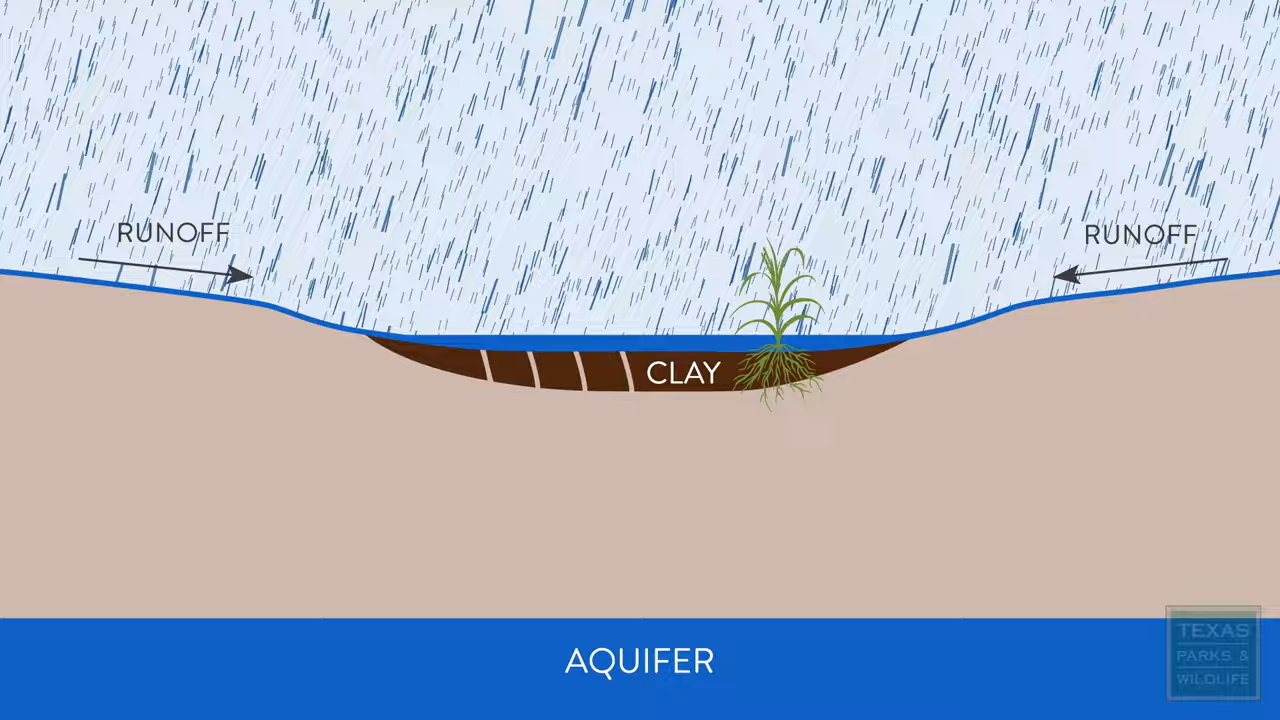 RUNOFF
RUNOFF
CLAY
AQUIFER
TEXAS
PARKS &
WILDLIFE